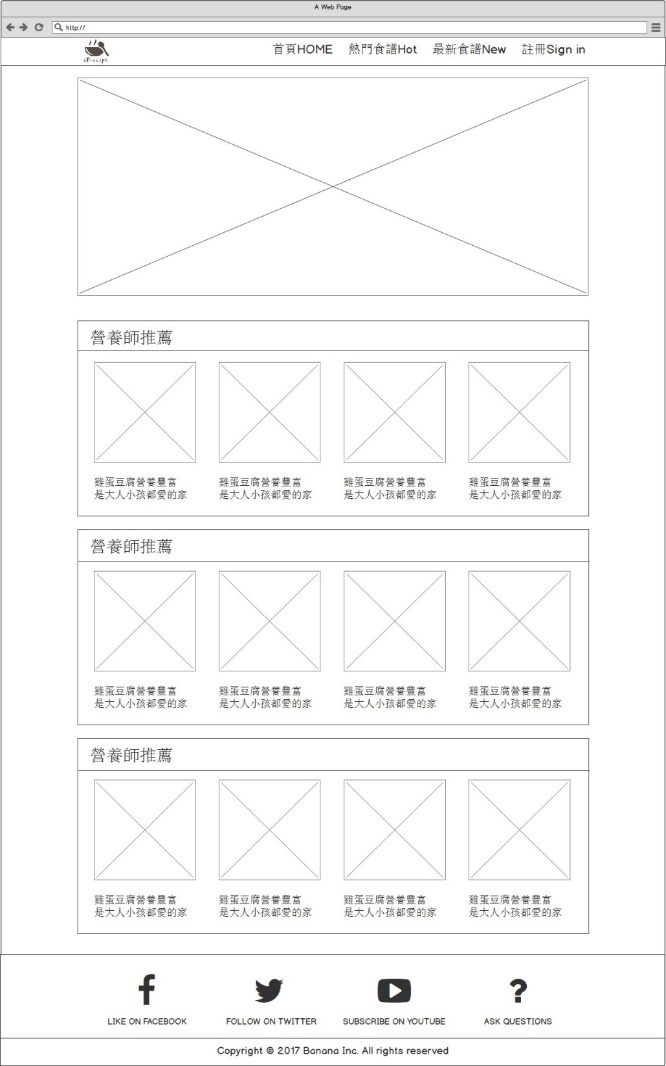 A Web Page
http://
首頁HOME 熱門食譜Hot 最新食譜New 註冊Sign in
營養師推薦
雞蛋豆腐營養豐富 雞蛋豆腐營養豐富 雞蛋豆腐營養豐富 雞蛋豆腐營養豐富
是大人小孩都愛的家 是大人小孩都愛的家 是大人小孩都愛的家 是大人小孩都愛的家
營養師推薦
雞蛋豆腐營養豐富 雞蛋豆腐營養豐富 雞蛋豆腐營養豐富 雞蛋豆腐營養豐富
是大人小孩都愛的家 是大人小孩都愛的家 是大人小孩都愛的家 是大人小孩都愛的家
營養師推薦
雞蛋豆腐營養豐富 雞蛋豆腐營養豐富 雞蛋豆腐營養豐富 雞蛋豆腐營養豐富
是大人小孩都愛的家 是大人小孩都愛的家 是大人小孩都愛的家 是大人小孩都愛的家
LIKE ON FACEBOOK FOLLOW ON TWITTER SUBSCRIBE ON YOUTUBE ASK QUESTIONS
Copyright © 2017 Banana Inc. All rights reserved